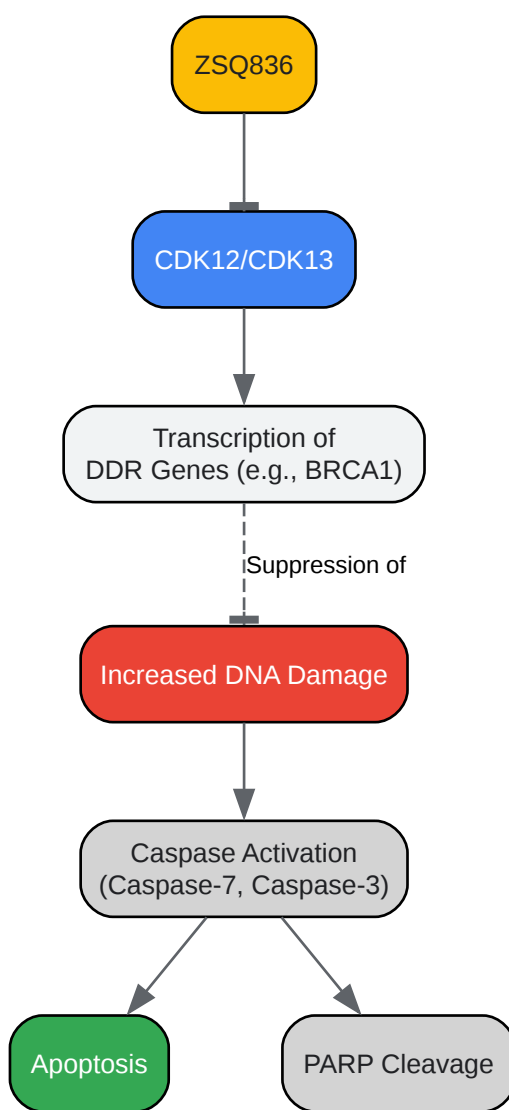 ZSQ836
CDK12/CDK13
Transcription of
DDR Genes (e.g., BRCA1)
Suppression of
Increased DNA Damage
Caspase Activation
(Caspase-7, Caspase-3)
Apoptosis
PARP Cleavage